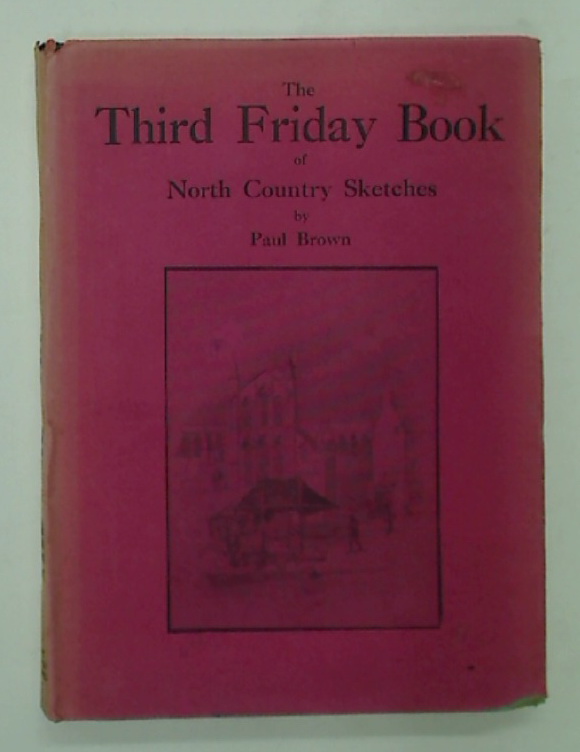 The
Third Friday Book
of
North Country Sketches
by
Paul Brown